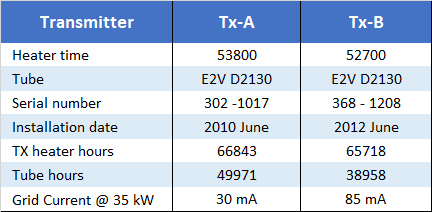 Transmitter Tx-A Tx-B
Heater time 53800 52700
Tube E2V D2130 E2V D2130
Serial number 302 -1017 368 - 1208
Installation date 2010 June 2012 June
TX heater hours 66843 65718
Tube hours 49971 38958
Grid Current @ 35 kW 30 mA 85 mA